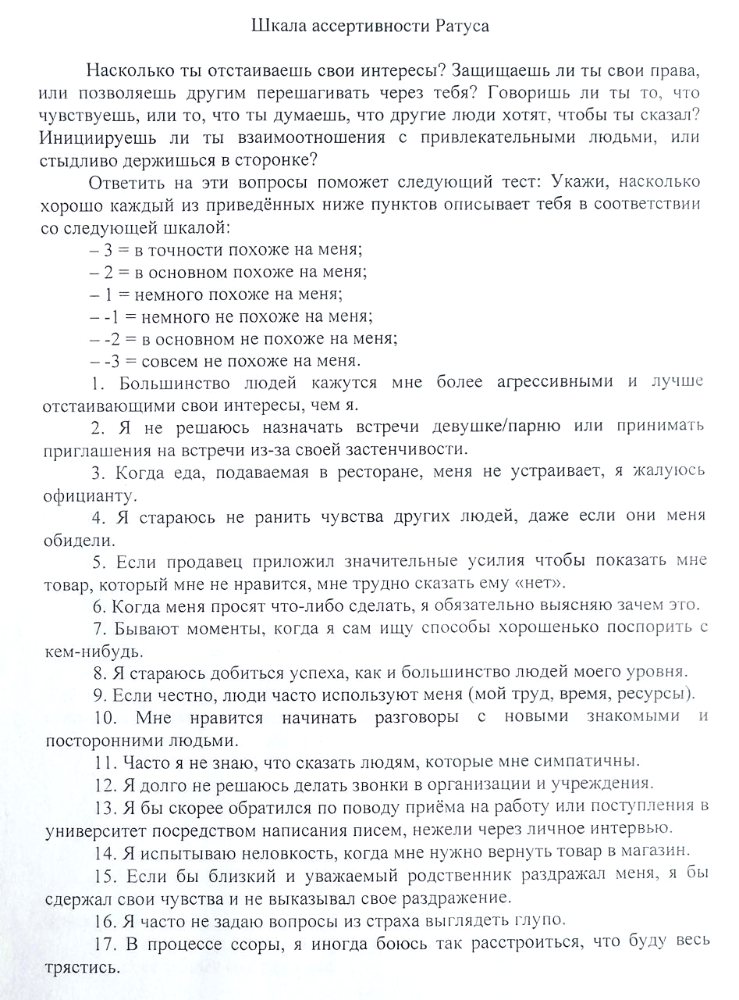 Шкала ассертивности Ратуса
Насколько ты отстаиваешь свои интересы? Защищаешь ли ты свои права,
или позволяешь другим перешагивать через тебя? Говоришь ли ты то, что
чувствуешь, или то, что ты думаешь, что другие люди хотят, чтобы ты сказал?
Инициируешь ли ты взаимоотношения с привлекательными людьми, или
стыдливо держишься в сторонке?
Ответить на эти вопросы поможет следующий тест: Укажи, насколько
хорошо каждый из приведённых ниже пунктов описывает тебя в соответствии
со следующей шкалой:
– 3 = в точности похоже на меня;
– 2 = в основном похоже на меня;
– 1 = немного похоже на меня;
– -1 = немного не похоже на меня;
– -2 = в основном не похоже на меня;
– -3 = совсем не похоже на меня.
1. Большинство людей кажутся мне более агрессивными и лучше
отстаивающими свои интересы, чем я.
2. Я не решаюсь назначать встречи девушке/парню или принимать
приглашения на встречи из-за своей застенчивости.
3. Когда еда, подаваемая в ресторане, меня не устраивает, я жалуюсь
официанту.
4. Я стараюсь не ранить чувства других людей, даже если они меня
обидели.
5. Если продавец приложил значительные усилия чтобы показать мне
товар, который мне не нравится, мне трудно сказать ему «нет».
6. Когда меня просят что-либо сделать, я обязательно выясняю зачем это.
7. Бывают моменты, когда я сам ищу способы хорошенько поспорить с
кем-нибудь.
8. Я стараюсь добиться успеха, как и большинство людей моего уровня.
9. Если честно, люди часто используют меня (мой труд, время, ресурсы).
10. Мне нравится начинать разговоры с новыми знакомыми и
посторонними людьми.
11. Часто я не знаю, что сказать людям, которые мне симпатичны.
12. Я долго не решаюсь делать звонки в организации и учреждения.
13. Я бы скорее обратился по поводу приёма на работу или поступления в
университет посредством написания писем, нежели через личное интервью.
14. Я испытываю неловкость, когда мне нужно вернуть товар в магазин.
15. Если бы близкий и уважаемый родственник раздражал меня, я бы
сдержал свои чувства и не выказывал свое раздражение.
16. Я часто не задаю вопросы из страха выглядеть глупо.
17. В процессе ссоры, я иногда боюсь так расстроиться, что буду весь
трястись.